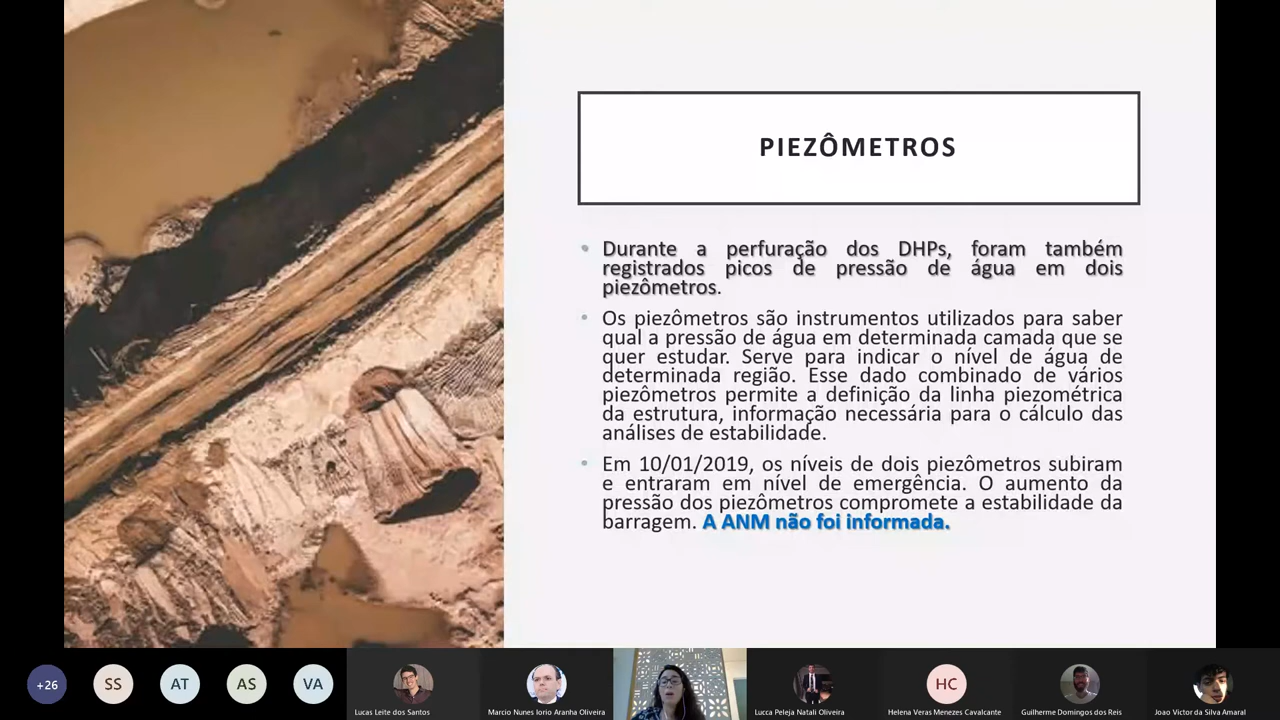 PIEZÔMETROS
• Durante a perfuração dos DHPs, foram também
registrados picos de pressão de água em dois
piezômetros.
• Os piezômetros são instrumentos utilizados para saber
qual a pressão de água em determinada camada que se
quer estudar. Serve para indicar o nível de água de
determinada região. Esse dado combinado de vários
piezômetros permite a definição da linha piezométrica
da estrutura, informação necessária para o cálculo das
análises de estabilidade.
• Em 10/01/2019, os níveis de dois piezômetros subiram
e entraram em nível de emergência. O aumento da
pressão dos piezômetros compromete a estabilidade da
barragem. A ANM não foi informada.
+26
SS
AT
AS
VA
HC
Lucas Leite dos Santos
Marcio Nunes Iorio Aranha Oliveira
Lucca Peleja Natali Oliveira
Helena Veras Menezes Cavalcante
Guilherme Domingos dos Reis
Joao Victor da Silva Amaral